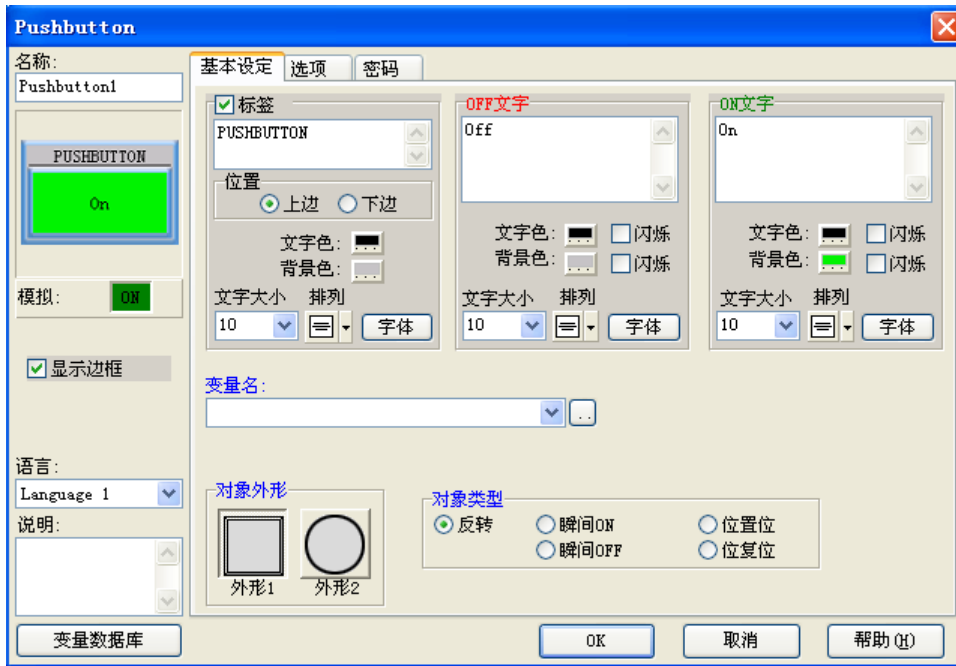 Pushbutton
名称:
Pushbutton1
PUSHBUTTON
On
模拟: ON
显示边框
语言:
Language 1
说明:
变量数据库
基本设定 选项 密码
标签
PUSHBUTTON
位置
上边 下边
文字色:
背景色:
文字大小 排列
10 字体
OFF文字
Off
文字色: 闪烁
背景色: 闪烁
文字大小 排列
10 字体
ON文字
On
文字色: 闪烁
背景色: 闪烁
文字大小 排列
10 字体
变量名:
..
对象外形
外形1 外形2
对象类型
反转 瞬间ON 位置位
瞬间OFF 位复位
OK 取消 帮助(H)